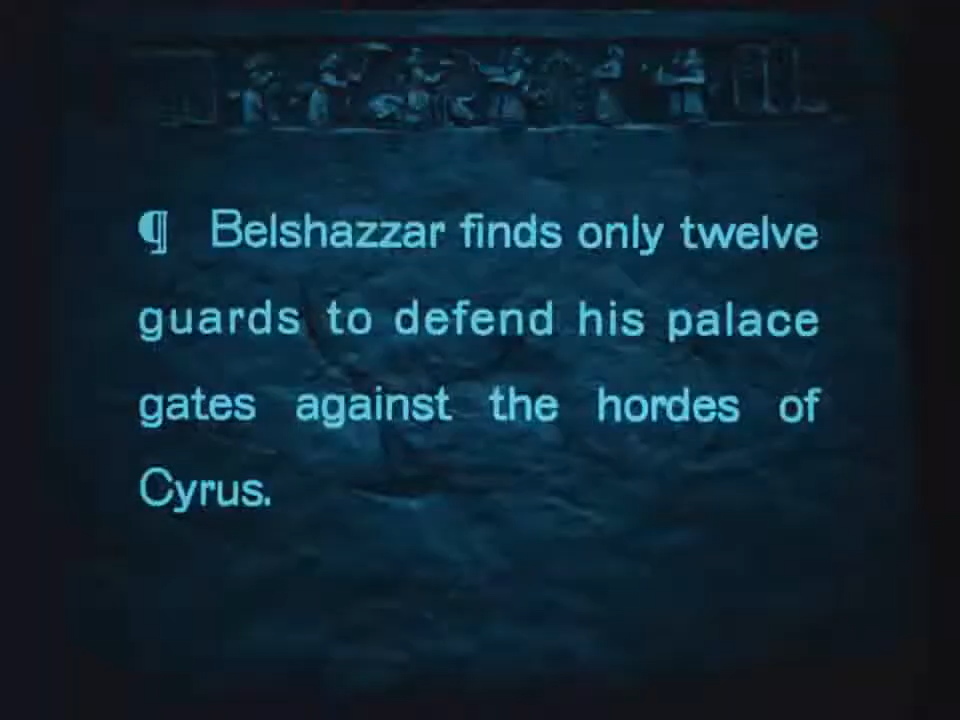 ¶ Belshazzar finds only twelve
guards to defend his palace
gates against the hordes of
Cyrus.